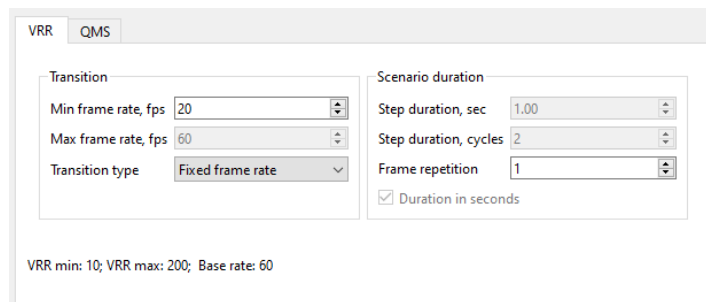 VRR QMS
Transition
Min frame rate, fps 20
Max frame rate, fps 60
Transition type Fixed frame rate
Scenario duration
Step duration, sec 1.00
Step duration, cycles 2
Frame repetition 1
Duration in seconds
VRR min: 10; VRR max: 200; Base rate: 60